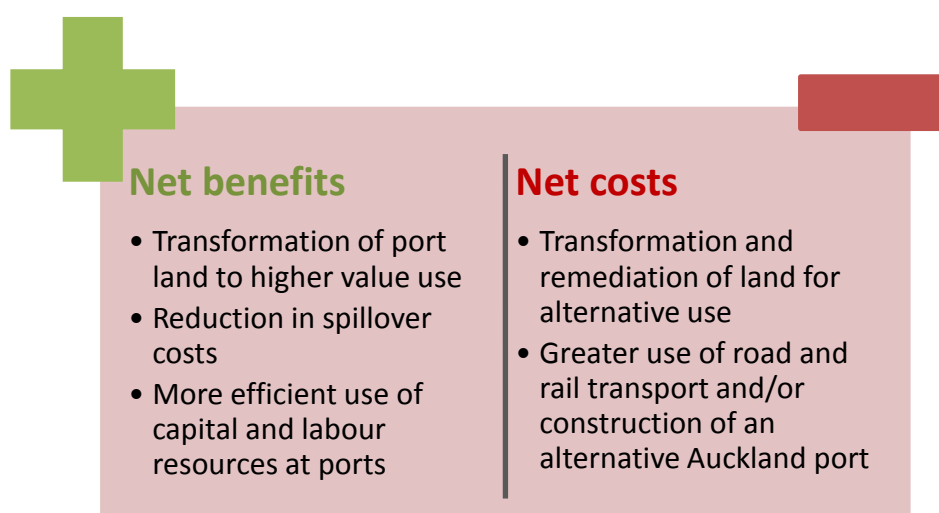 Net benefits
• Transformation of port
land to higher value use
• Reduction in spillover
costs
• More efficient use of
capital and labour
resources at ports
Net costs
• Transformation and
remediation of land for
alternative use
• Greater use of road and
rail transport and/or
construction of an
alternative Auckland port